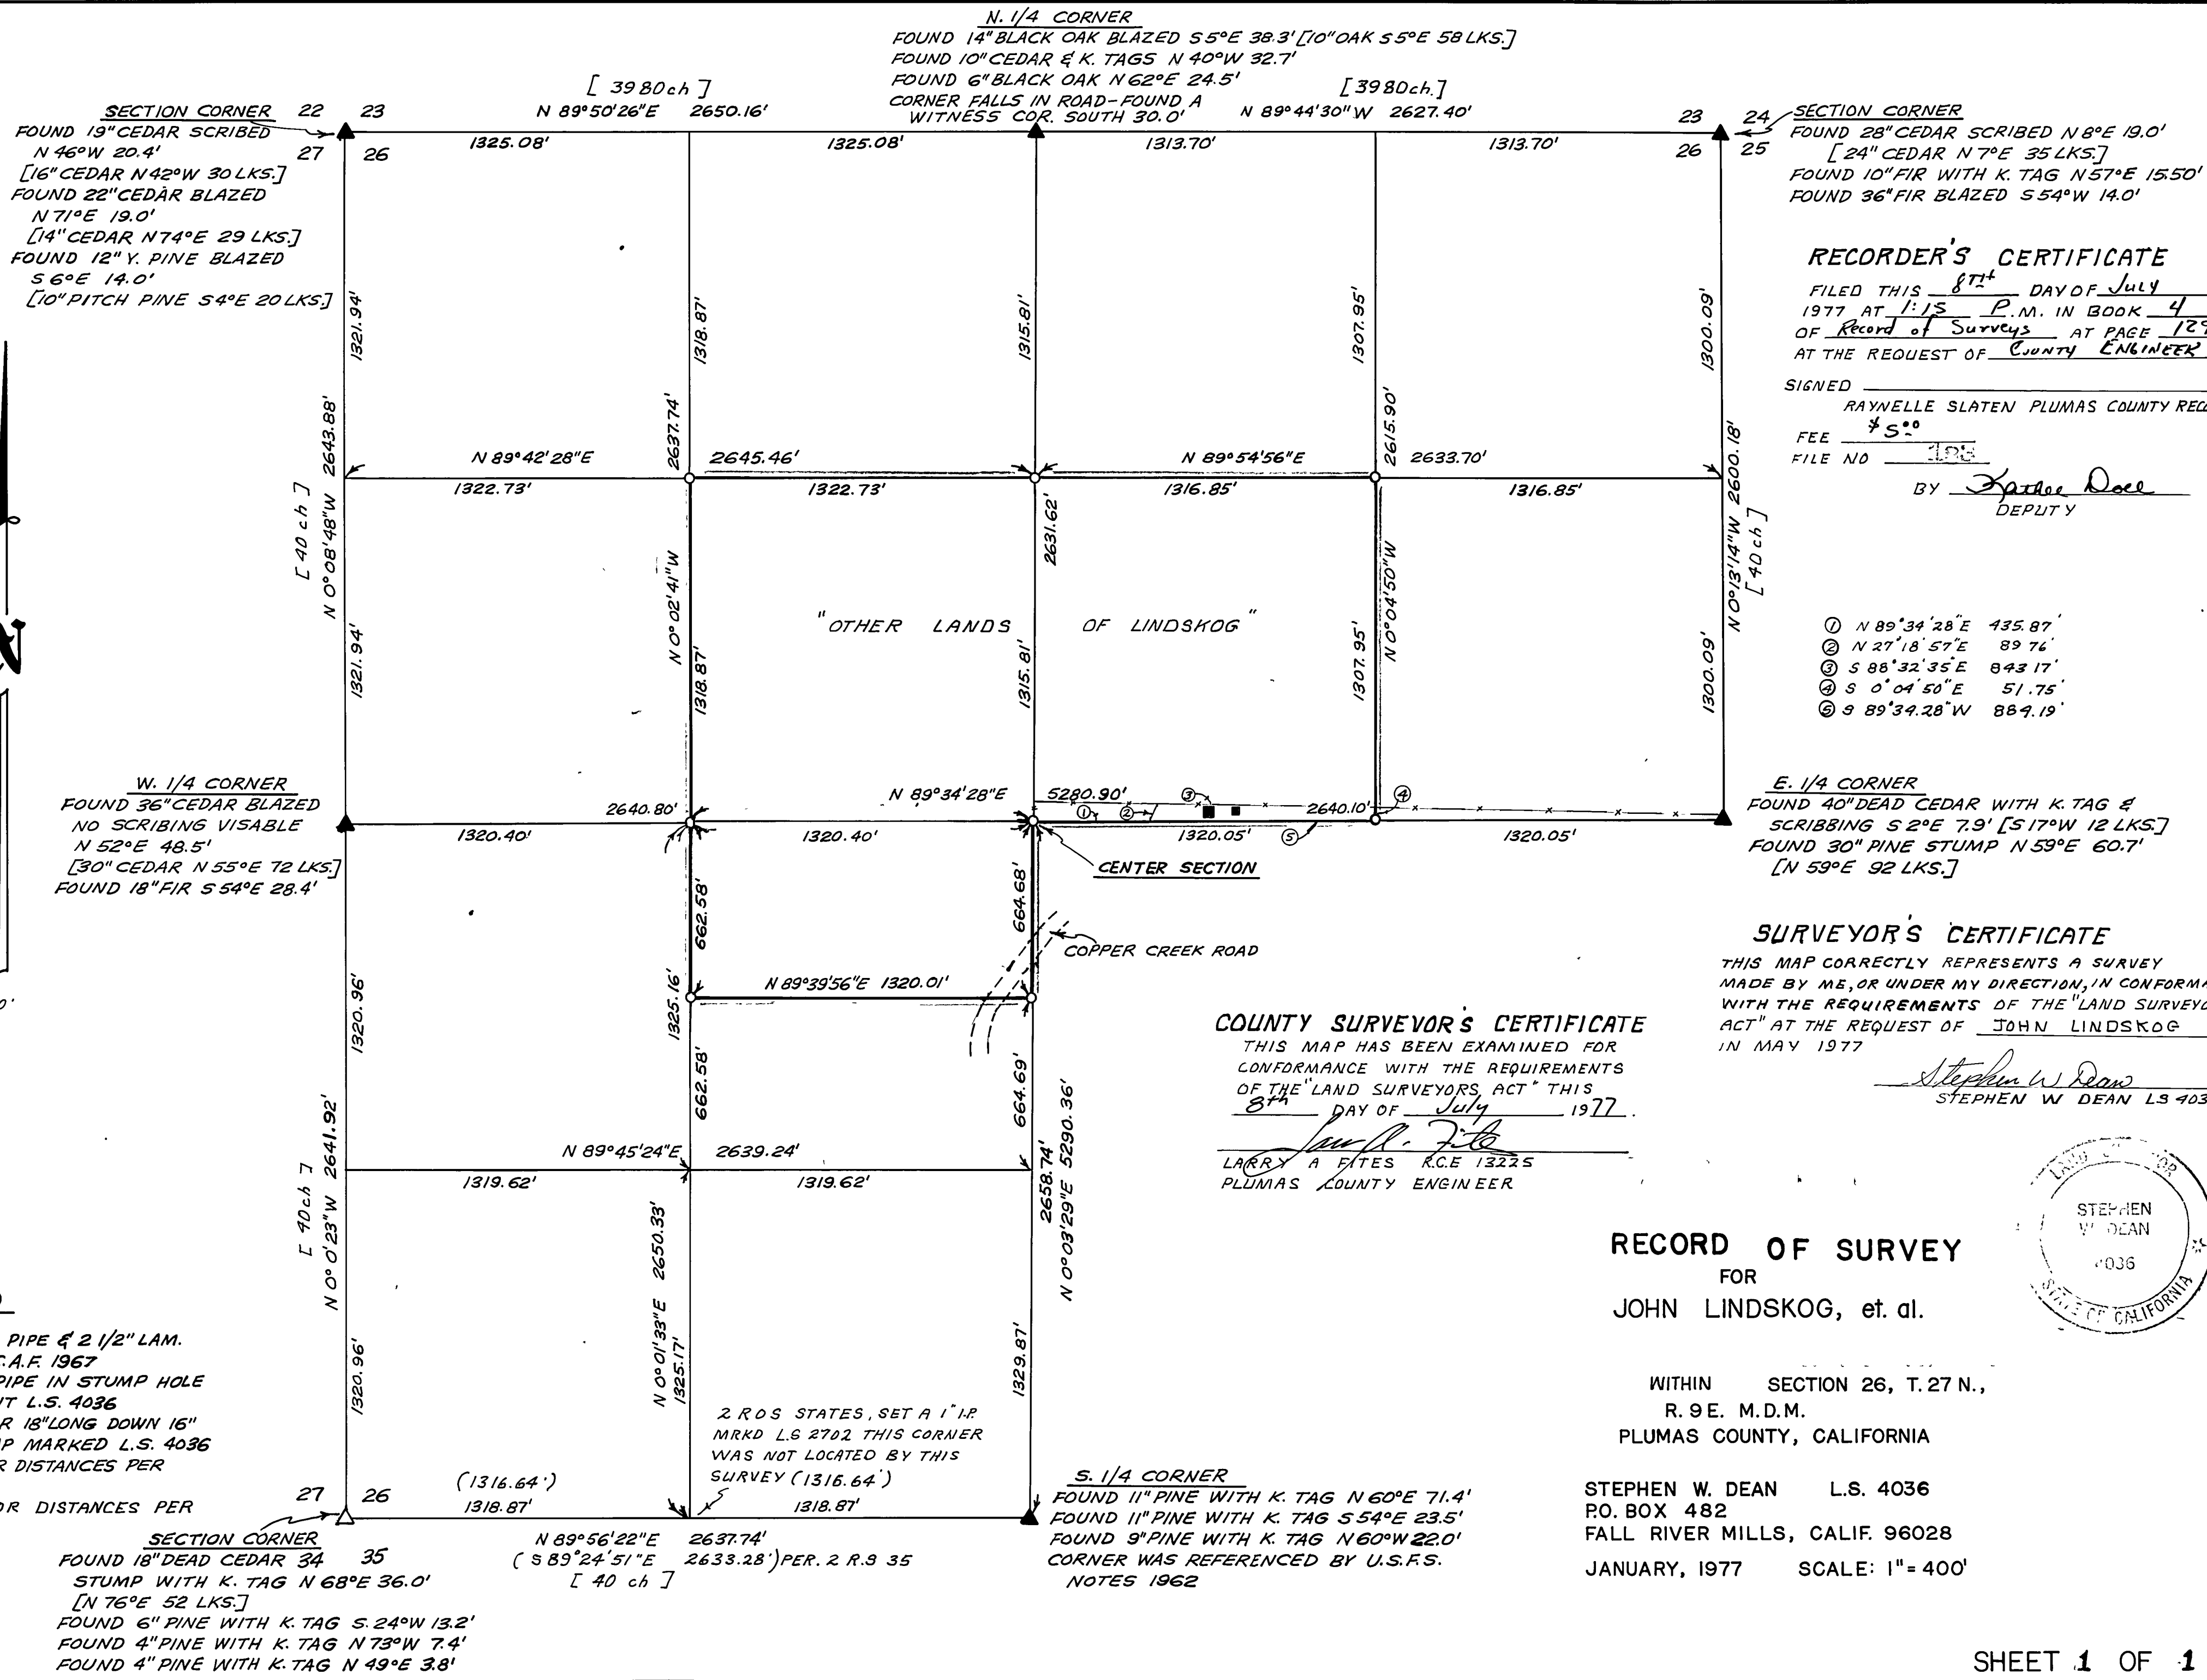 N. 1/4 CORNER
FOUND 14" BLACK OAK BLAZED S 5°E 38.3' [10" OAK S 5°E 58 LKS.]
FOUND 10" CEDAR & K. TAGS N 40°W 32.7'
FOUND 6" BLACK OAK N 62°E 24.5'
CORNER FALLS IN ROAD-FOUND A
WITNESS COR. SOUTH 30.0'
[ 39 80 ch ]
N 89°50'26"E 2650.16'
[39 80 ch.]
N 89°44'30" W 2627.40'
SECTION CORNER
FOUND 19" CEDAR SCRIBED
N 46°W 20.4'
[16" CEDAR N 42°W 30 LKS.]
FOUND 22" CEDAR BLAZED
N 71°E 19.0'
[14" CEDAR N 74°E 29 LKS.]
FOUND 12" Y. PINE BLAZED
S 6°E 14.0'
[10" PITCH PINE S 4°E 20 LKS.]
22 23
27 26
23 24
26 25
SECTION CORNER
FOUND 28" CEDAR SCRIBED N 8°E 19.0'
[24" CEDAR N 7°E 35 LKS.]
FOUND 10" FIR WITH K. TAG N 57°E 15.50'
FOUND 36" FIR BLAZED S 54°W 14.0'
1325.08' 1325.08' 1313.70' 1313.70'
1321.94' 1318.87' 1315.81' 1307.95' 1300.09'
RECORDER'S CERTIFICATE
FILED THIS 8TH DAY OF July
1977 AT 1:15 P.M. IN BOOK 4
OF Record of Surveys AT PAGE
AT THE REQUEST OF COUNTY ENGINEER
SIGNED
RAYNELLE SLATEN PLUMAS COUNTY
FEE $5.00
FILE NO
BY Kathee Doll
DEPUTY
[ 40 ch ]
N 0°08'48"W 2643.88'
2637.74'
2615.90'
N 0°13'14"W 2600.18'
[ 40 ch ]
N 89°42'28"E 2645.46' N 89°54'56"E 2633.70'
1322.73' 1322.73' 1316.85' 1316.85'
2631.62'
N 0°02'41"W
N 0°04'50"W
"OTHER LANDS OF LINDSKOG"
1321.94' 1318.87' 1315.81' 1307.95' 1300.09'
① N 89°34'28"E 435.87'
② N 27°18'57"E 89 76'
③ S 88°32'35"E 843 17'
④ S 0°04'50"E 51.75'
⑤ S 89°34.28"W 884.19'
W. 1/4 CORNER
FOUND 36" CEDAR BLAZED
NO SCRIBING VISABLE
N 52°E 48.5'
[30" CEDAR N 55°E 72 LKS.]
FOUND 18" FIR S 54°E 28.4'
2640.80' N 89°34'28"E 5280.90' 2640.10'
① ② ③ ④ ⑤
1320.40' 1320.40' 1320.05' 1320.05'
CENTER SECTION
E. 1/4 CORNER
FOUND 40" DEAD CEDAR WITH K. TAG &
SCRIBBING S 2°E 7.9' [S 17°W 12 LKS.]
FOUND 30" PINE STUMP N 59°E 60.7'
[N 59°E 92 LKS.]
662.58' 664.68'
COPPER CREEK ROAD
N 89°39'56"E 1320.01'
1320.96' 1325.16'
662.58' 664.69'
SURVEYOR'S CERTIFICATE
THIS MAP CORRECTLY REPRESENTS A SURVEY
MADE BY ME, OR UNDER MY DIRECTION, IN
WITH THE REQUIREMENTS OF THE "LAND
ACT" AT THE REQUEST OF JOHN LINDSKOG
IN MAY 1977
Stephen W Dean
STEPHEN W DEAN LS
COUNTY SURVEYOR'S CERTIFICATE
THIS MAP HAS BEEN EXAMINED FOR
CONFORMANCE WITH THE REQUIREMENTS
OF THE "LAND SURVEYORS ACT" THIS
8th DAY OF July 1977.
LARRY A FITES R.C.E 13225
PLUMAS COUNTY ENGINEER
N 89°45'24"E 2639.24'
1319.62' 1319.62'
[ 40 ch ]
N 0°0'23"W 2641.92'
N 0°01'33"E 2650.33'
2658.74'
N 0°03'29"E 5290.36'
1320.96' 1325.17' 1329.87'
STEPHEN
W. DEAN
4036
STATE OF CALIFORNIA
RECORD OF SURVEY
FOR
JOHN LINDSKOG, et. al.
WITHIN SECTION 26, T. 27 N.,
R. 9 E. M.D.M.
PLUMAS COUNTY, CALIFORNIA
STEPHEN W. DEAN L.S. 4036
P.O. BOX 482
FALL RIVER MILLS, CALIF. 96028
JANUARY, 1977 SCALE: 1" = 400'
PIPE & 2 1/2" LAM.
C.A.F. 1967
PIPE IN STUMP HOLE
L.S. 4036
18" LONG DOWN 16"
MARKED L.S. 4036
DISTANCES PER
OR DISTANCES PER
2 R O S STATES, SET A 1" I.P.
MRKD L.S 2702 THIS CORNER
WAS NOT LOCATED BY THIS
SURVEY (1316.64')
27 26
34 35
(1316.64')
1318.87' 1318.87'
N 89°56'22"E 2637.74'
(S 89°24'51"E 2633.28') PER. 2 R.S 35
[ 40 ch ]
SECTION CORNER
FOUND 18" DEAD CEDAR
STUMP WITH K. TAG N 68°E 36.0'
[N 76°E 52 LKS.]
FOUND 6" PINE WITH K. TAG S. 24°W 13.2'
FOUND 4" PINE WITH K. TAG N 73°W 7.4'
FOUND 4" PINE WITH K. TAG N 49°E 3.8'
S. 1/4 CORNER
FOUND 11" PINE WITH K. TAG N 60°E 71.4'
FOUND 11" PINE WITH K. TAG S 54°E 23.5'
FOUND 9" PINE WITH K. TAG N 60°W 22.0'
CORNER WAS REFERENCED BY U.S.F.S.
NOTES 1962
SHEET 1 OF 1